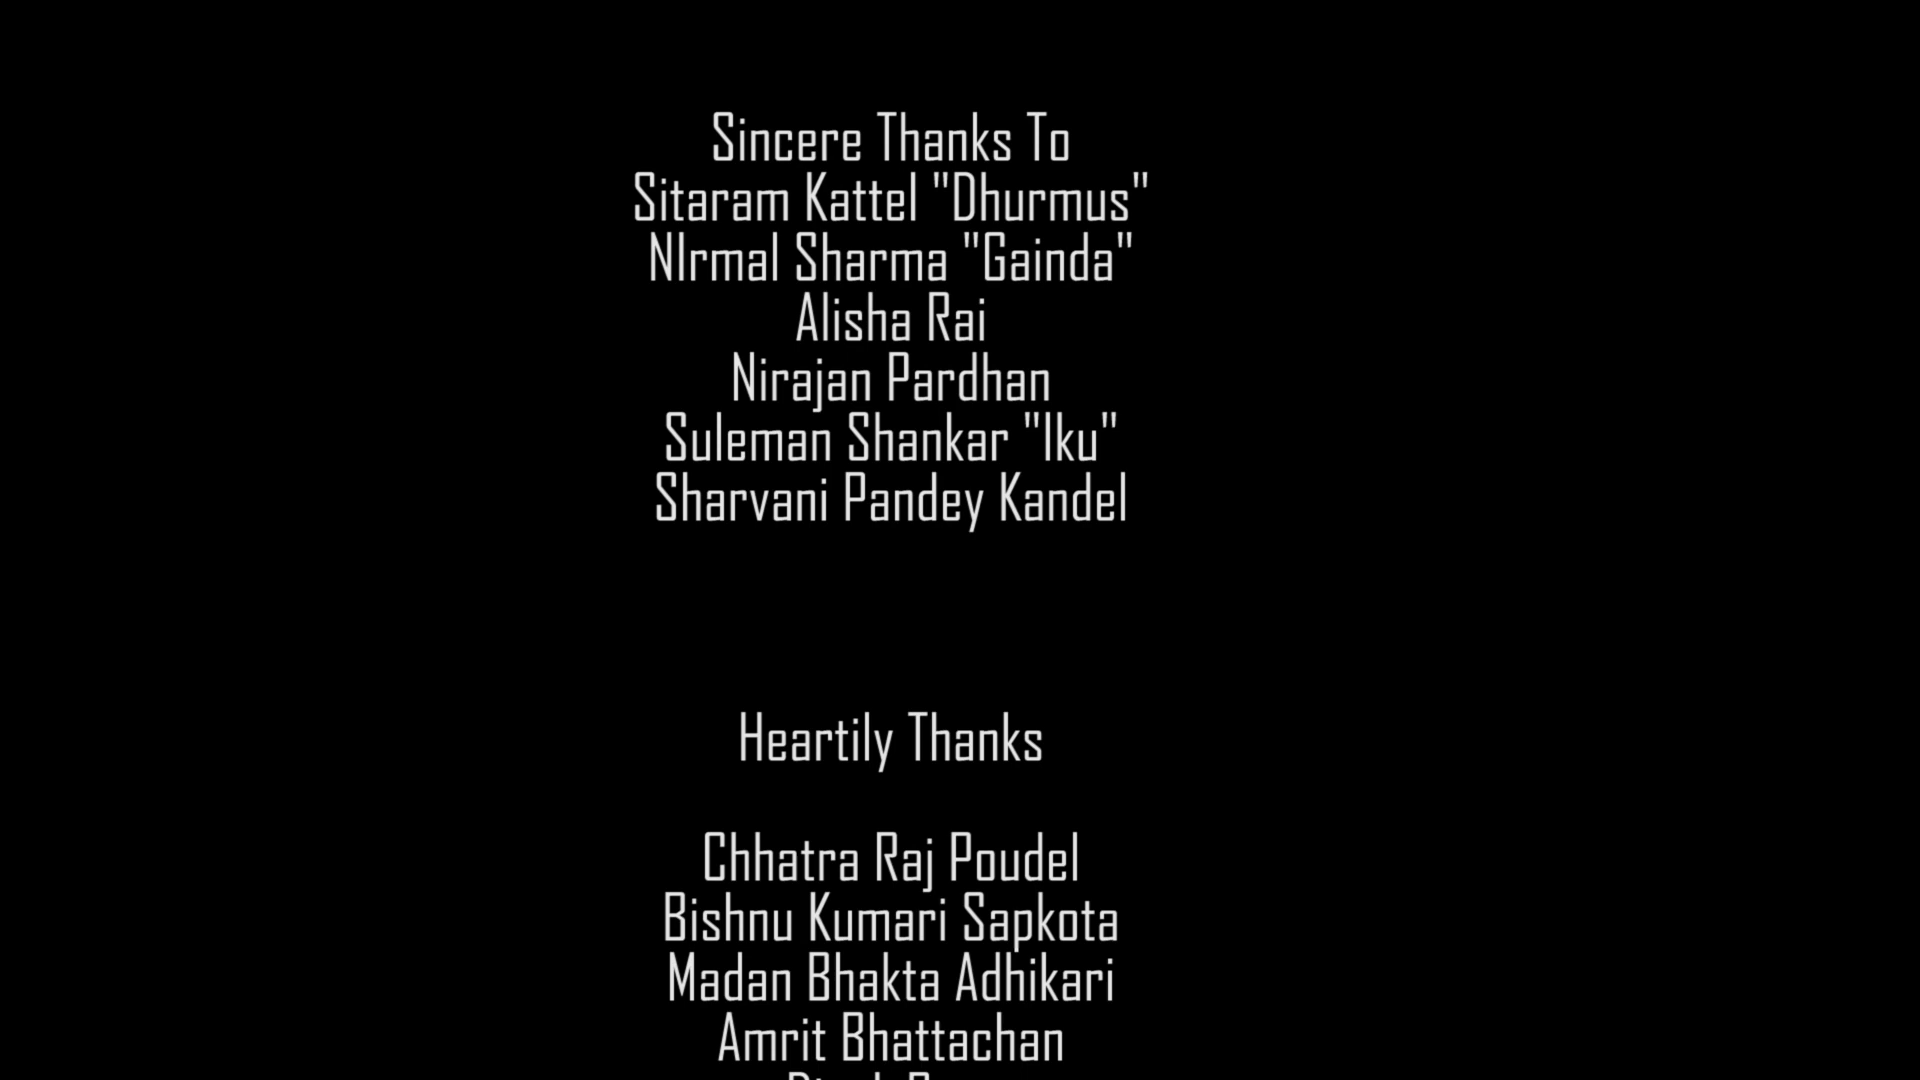 Sincere Thanks To
Sitaram Kattel "Dhurmus"
NIrmal Sharma "Gainda"
Alisha Rai
Nirajan Pardhan
Suleman Shankar "Iku"
Sharvani Pandey Kandel
Heartily Thanks
Chhatra Raj Poudel
Bishnu Kumari Sapkota
Madan Bhakta Adhikari
Amrit Bhattachan